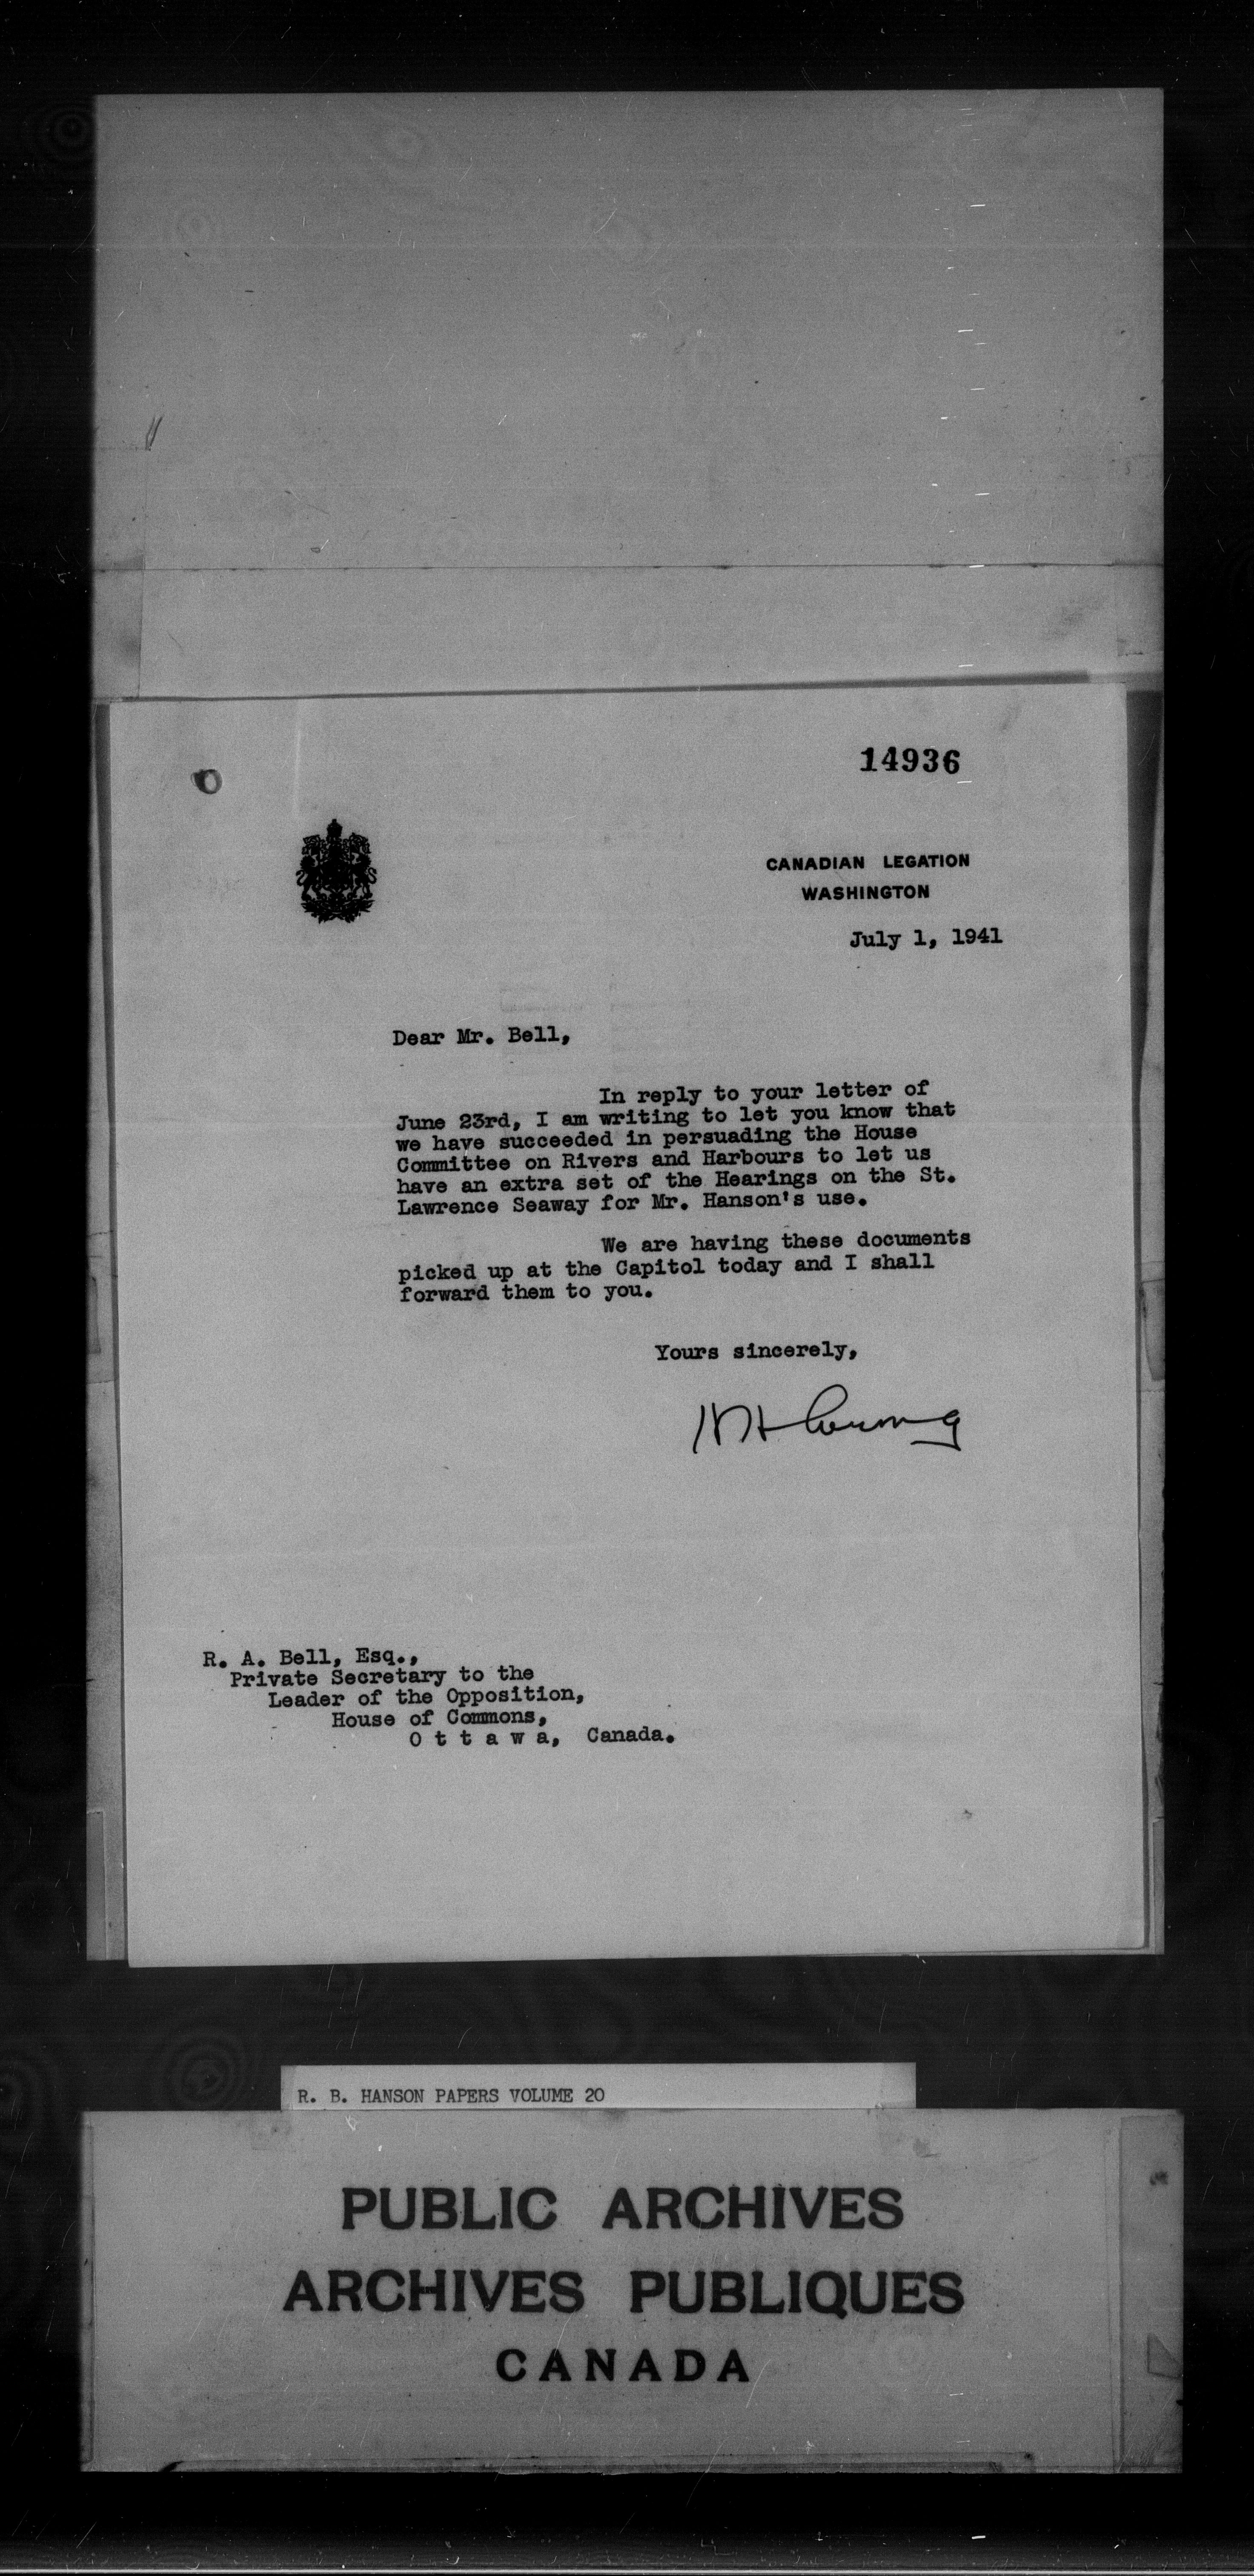 14936
CANADIAN LEGATION
WASHINGTON
July 1, 1941
Dear Mr. Bell,
In reply to your letter of
June 23rd, I am writing to let you know that
we have succeeded in persuading the House
Committee on Rivers and Harbours to let us
have an extra set of the Hearings on the St.
Lawrence Seaway for Mr. Hanson's use.
We are having these documents
picked up at the Capitol today and I shall
forward them to you.
Yours sincerely,
R. A. Bell, Esq.,
Private Secretary to the
Leader of the Opposition,
House of Commons,
O t t a w a, Canada.
R. B. HANSON PAPERS VOLUME 20
PUBLIC ARCHIVES
ARCHIVES PUBLIQUES
CANADA